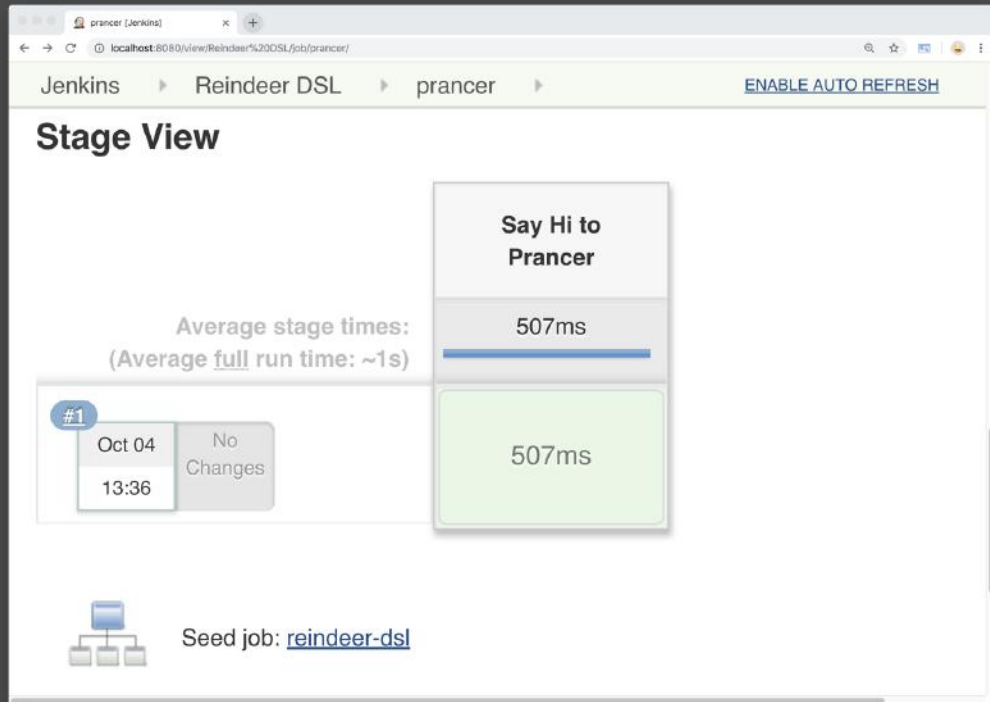 prancer [Jenkins]
localhost:8080/view/Reindeer%20DSL/job/prancer/
Jenkins Reindeer DSL prancer ENABLE AUTO REFRESH
Stage View
Say Hi to
Prancer
Average stage times:
507ms
(Average full run time: ~1s)
#1
Oct 04
No
Changes
13:36
507ms
Seed job: reindeer-dsl